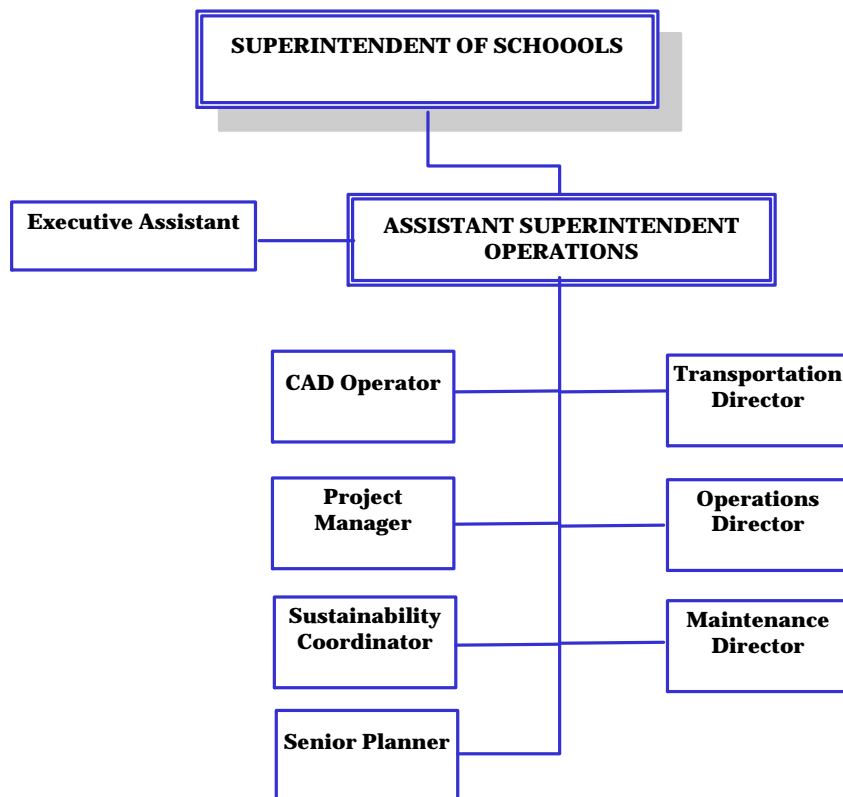 SUPERINTENDENT OF SCHOOOLS
Executive Assistant
ASSISTANT SUPERINTENDENT
OPERATIONS
CAD Operator
Transportation
Director
Project
Manager
Operations
Director
Sustainability
Coordinator
Maintenance
Director
Senior Planner